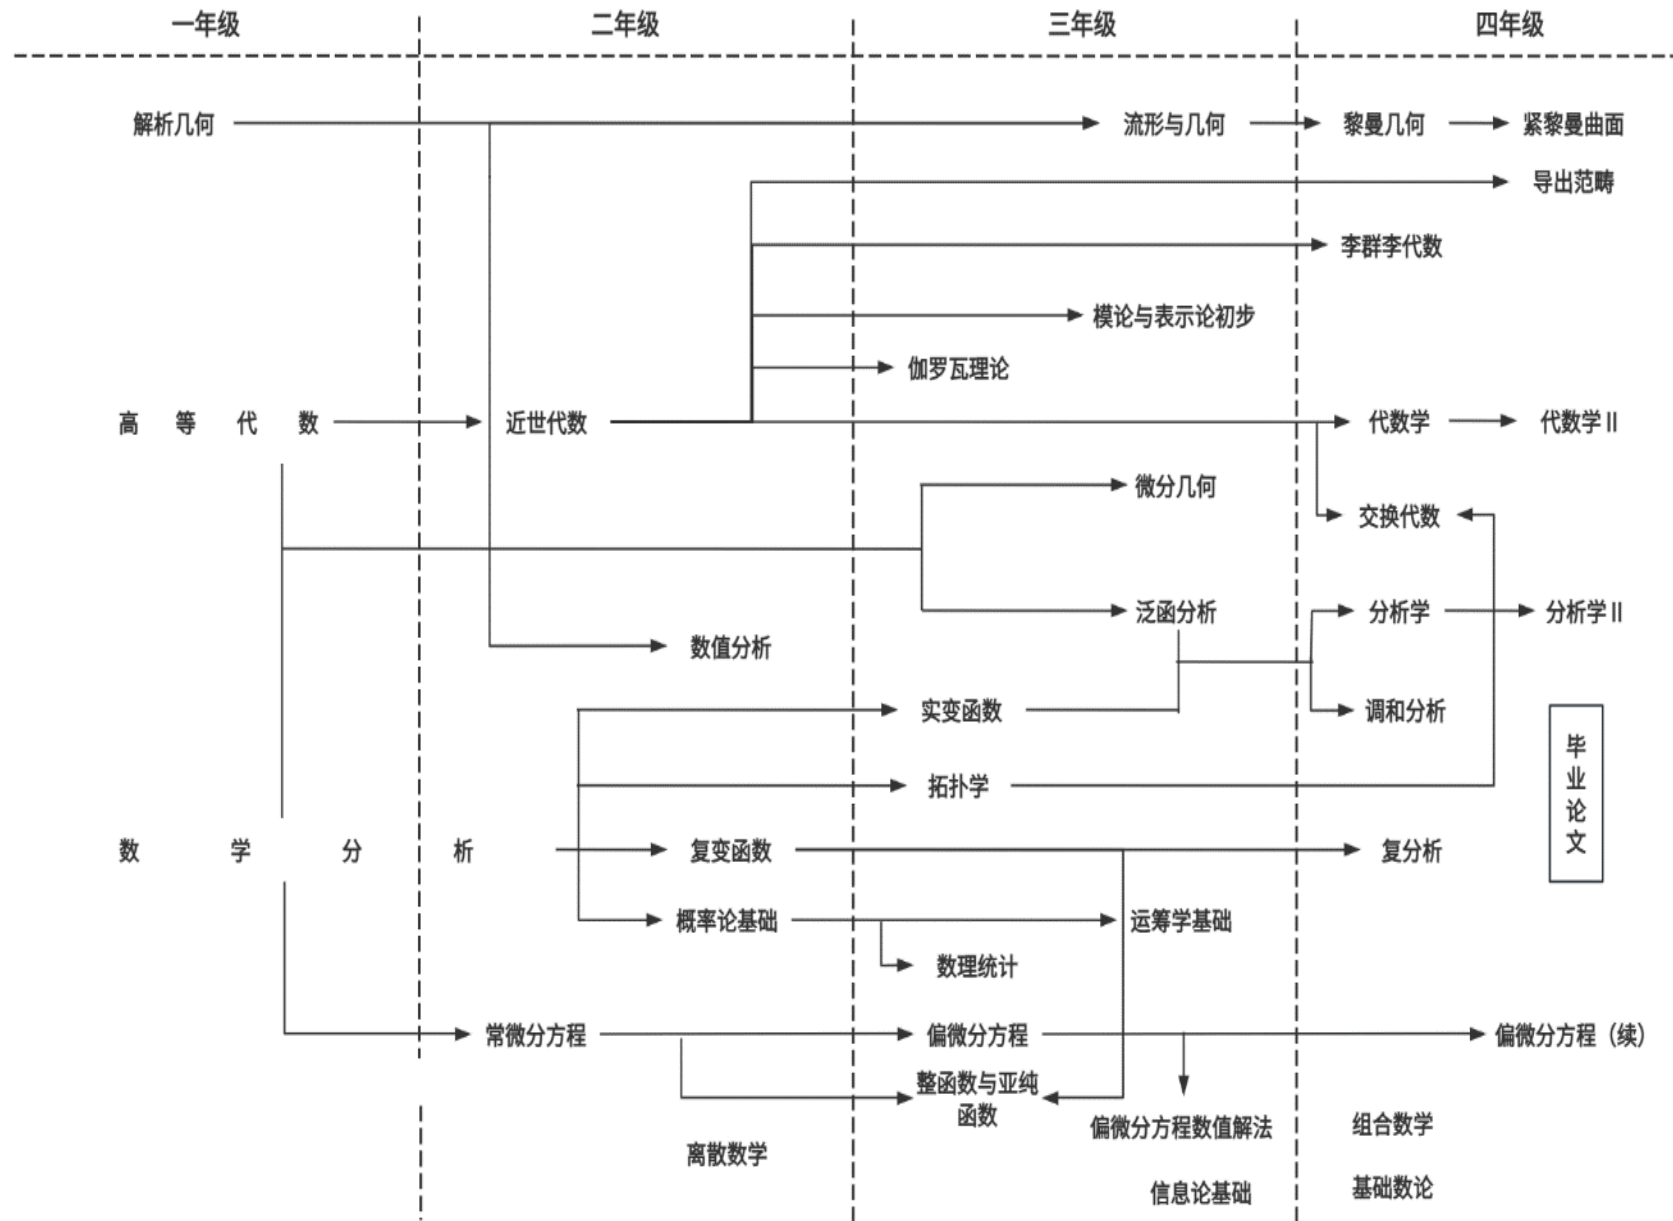 一年级 二年级 三年级 四年级
解析几何 流形与几何 黎曼几何 紧黎曼曲面
导出范畴
李群李代数
模论与表示论初步
伽罗瓦理论
高等代数 近世代数 代数学 代数学Ⅱ
微分几何
交换代数
泛函分析 分析学 分析学Ⅱ
数值分析
实变函数 调和分析
拓扑学
毕
业
论
文
数学分析 复变函数 复分析
概率论基础 运筹学基础
数理统计
常微分方程 偏微分方程 偏微分方程（续）
整函数与亚纯
函数
偏微分方程数值解法 组合数学
离散数学
信息论基础 基础数论